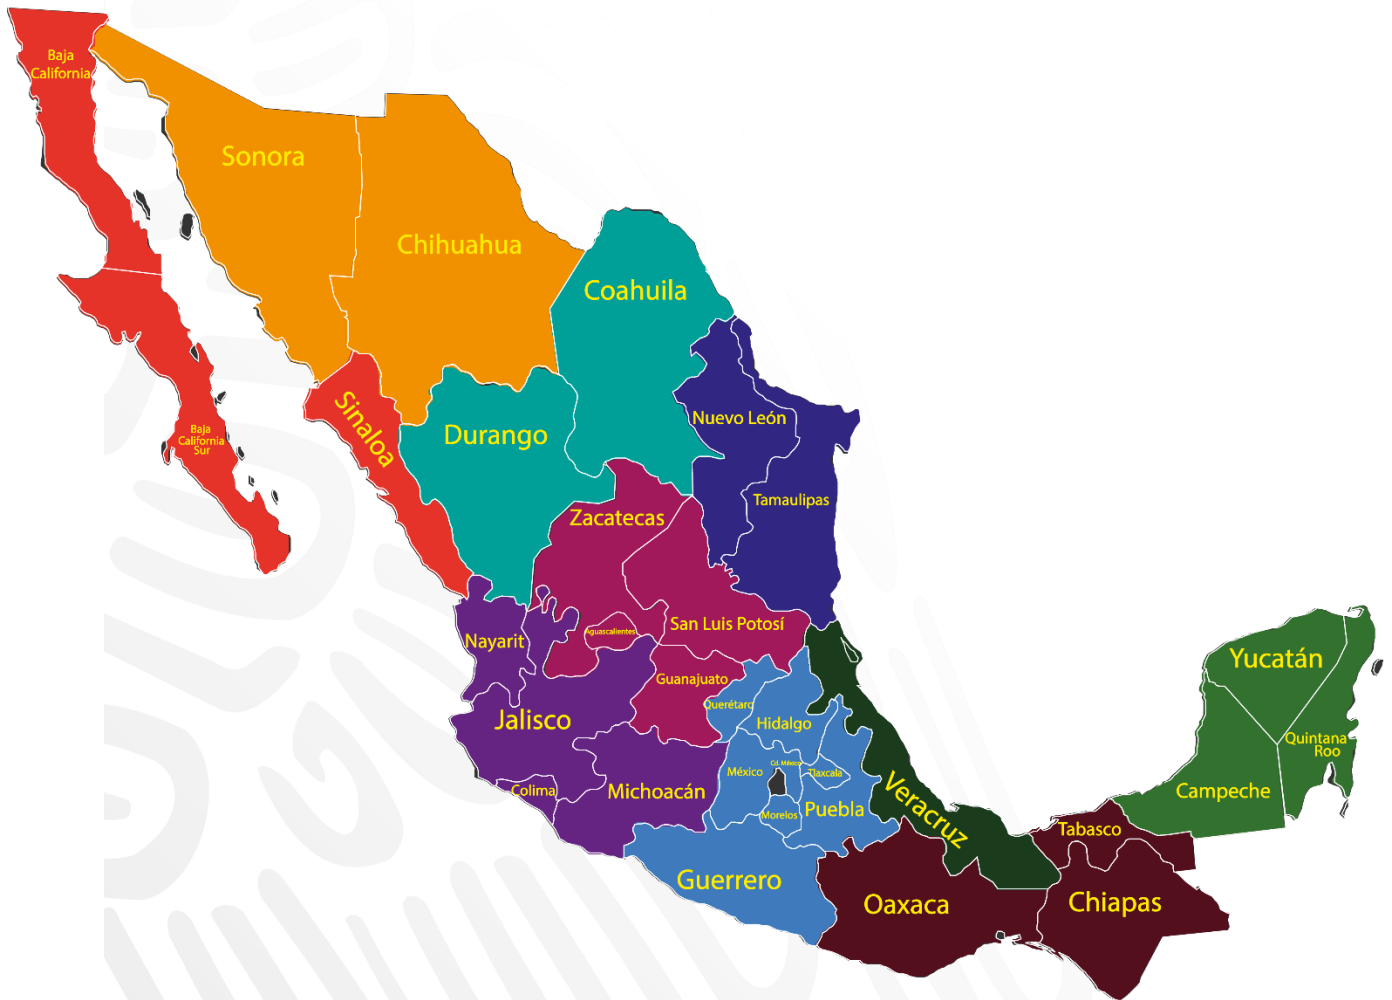 Baja
California
Sonora
Chihuahua
Coahuila
Sinaloa
Durango
Nuevo León
Baja
California
Sur
Tamaulipas
Zacatecas
San Luis Potosí
Aguascalientes
Nayarit
Guanajuato
Querétaro
Jalisco
Hidalgo
Yucatán
Quintana
Roo
Cd. México
México
Tlaxcala
Colima
Michoacán
Campeche
Morelos
Puebla
Veracruz
Tabasco
Guerrero
Oaxaca
Chiapas